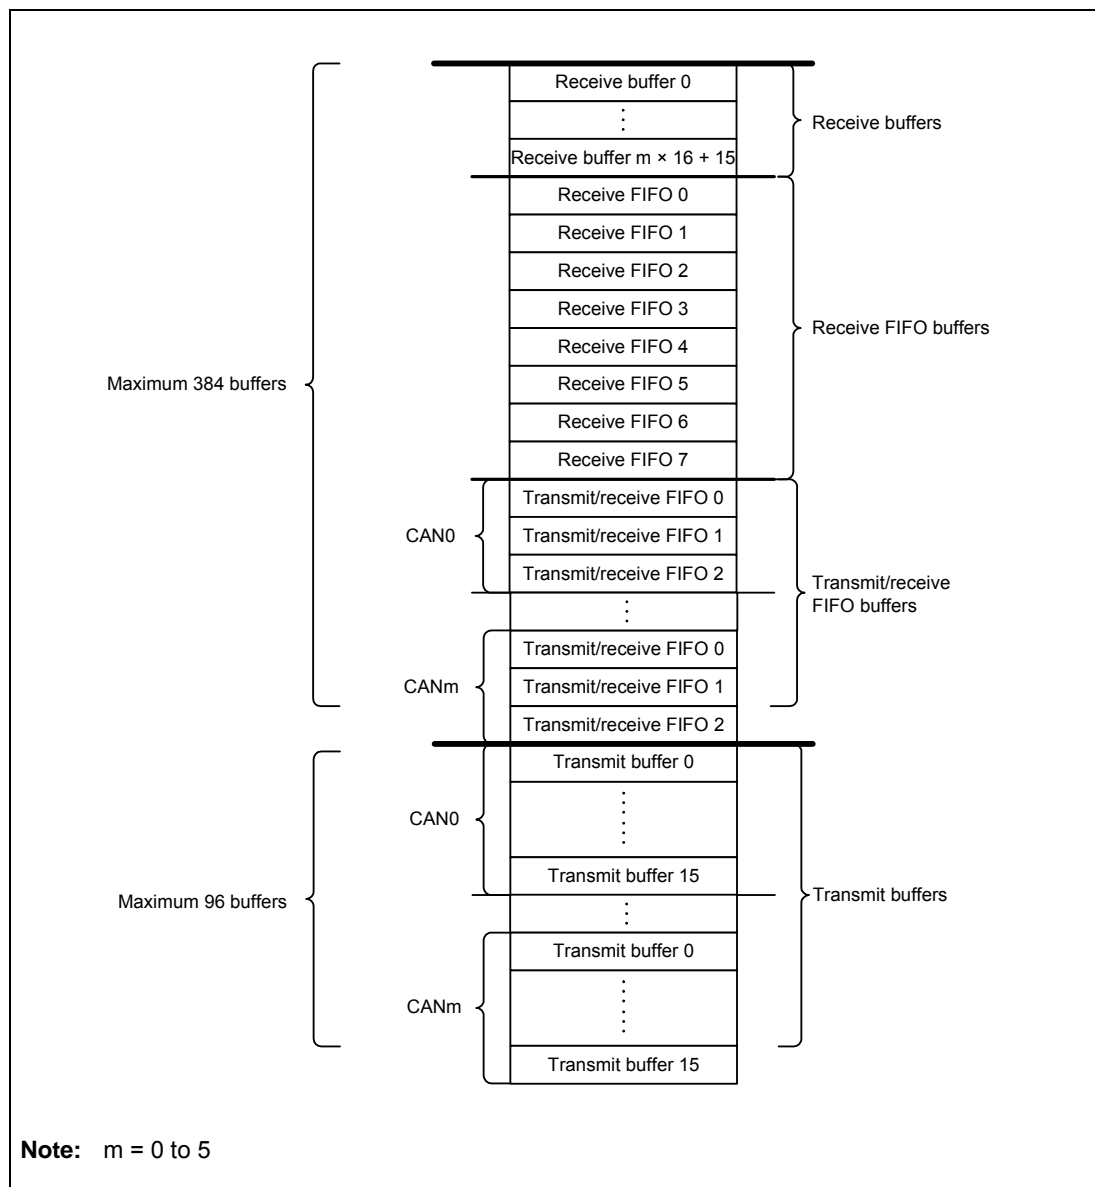 Receive buffer 0
Receive buffers
Receive buffer m × 16 + 15
Receive FIFO 0
Receive FIFO 1
Receive FIFO 2
Receive FIFO 3
Receive FIFO buffers
Receive FIFO 4
Maximum 384 buffers
Receive FIFO 5
Receive FIFO 6
Receive FIFO 7
Transmit/receive FIFO 0
CAN0
Transmit/receive FIFO 1
Transmit/receive FIFO 2
Transmit/receive
FIFO buffers
Transmit/receive FIFO 0
CANm
Transmit/receive FIFO 1
Transmit/receive FIFO 2
Transmit buffer 0
CAN0
Transmit buffer 15
Maximum 96 buffers
Transmit buffers
Transmit buffer 0
CANm
Transmit buffer 15
Note: m = 0 to 5